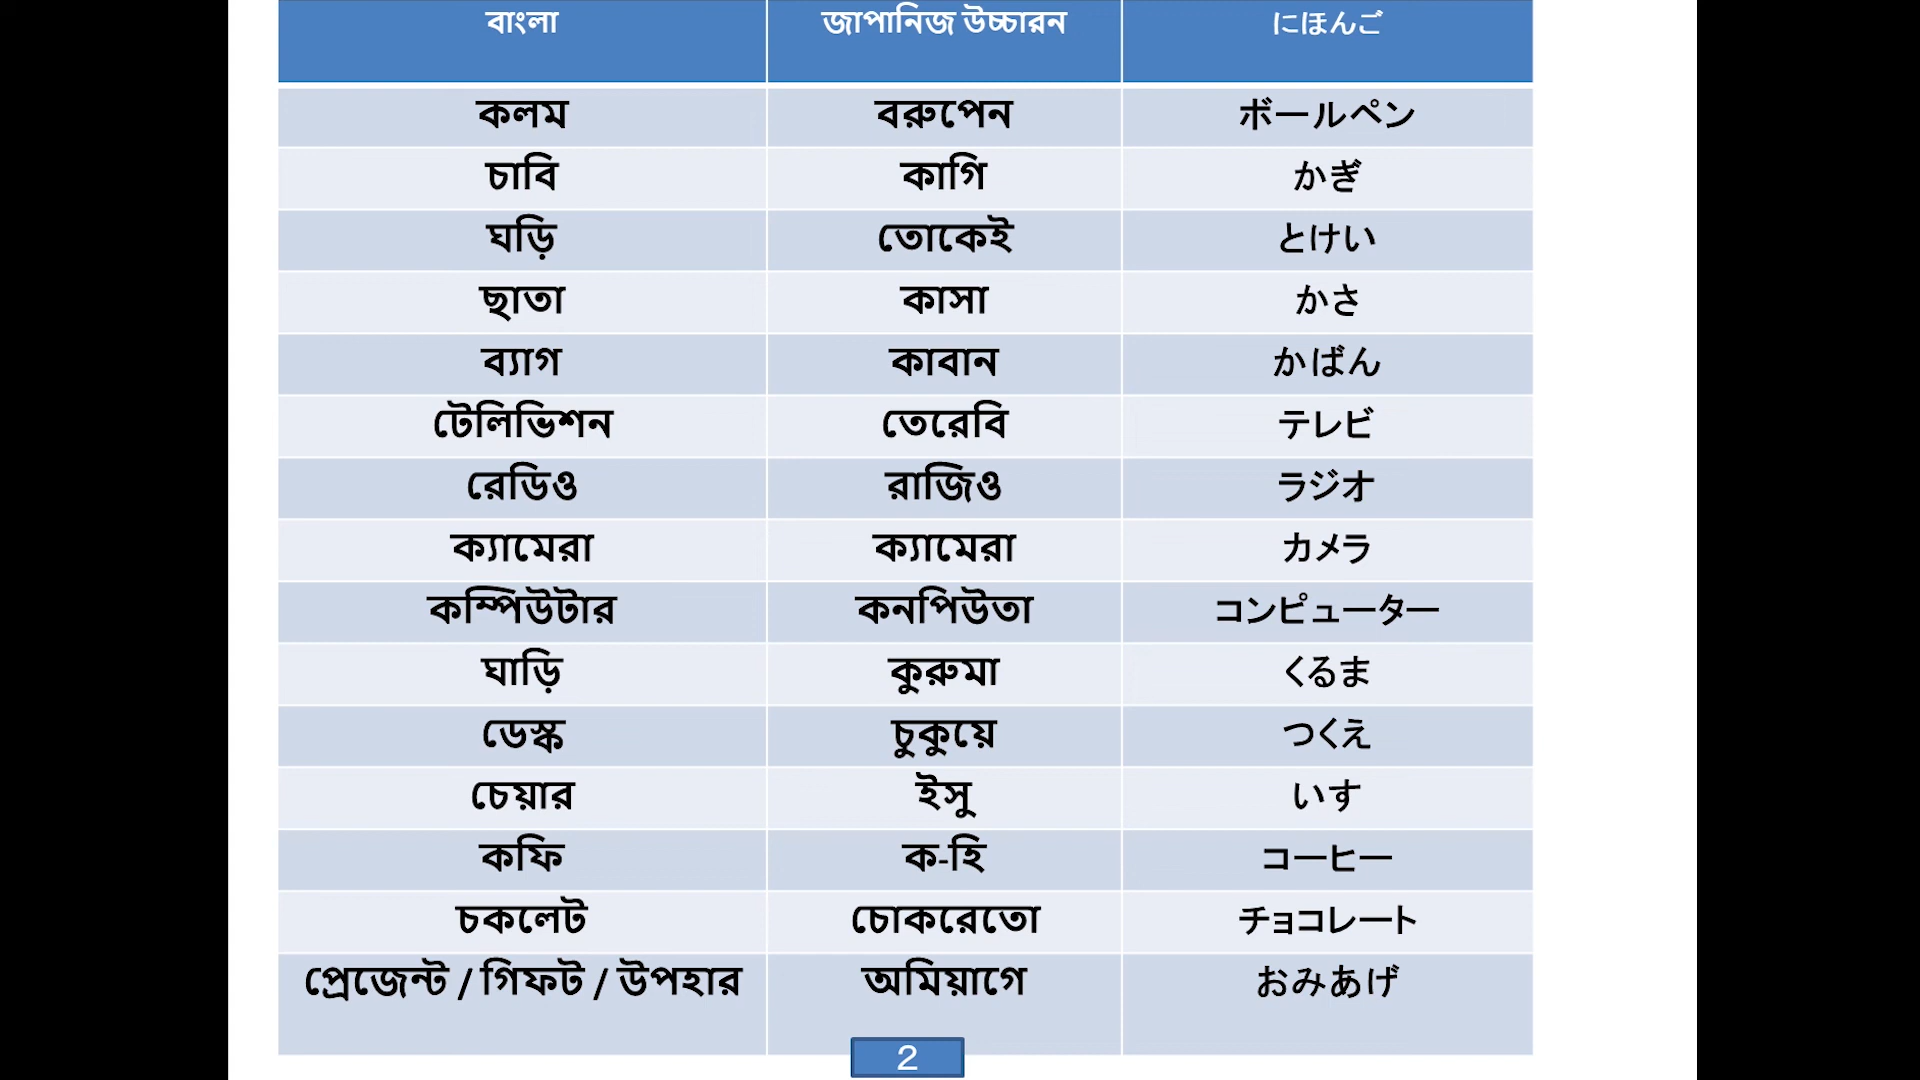 বাংলা জাপানিজ উচ্চারন にほんご
কলম বরুপেন ボールペン
চাবি কাগি かぎ
ঘড়ি তোকেই とけい
ছাতা কাসা かさ
ব্যাগ কাবান かばん
টেলিভিশন তেরেবি テレビ
রেডিও রাজিও ラジオ
ক্যামেরা ক্যামেরা カメラ
কম্পিউটার কনপিউতা コンピューター
ঘাড়ি কুরুমা くるま
ডেস্ক চুকুয়ে つくえ
চেয়ার ইসু いす
কফি ক-হি コーヒー
চকলেট চোকরেতো チョコレート
প্রেজেন্ট / গিফট / উপহার অমিয়াগে おみあげ
2